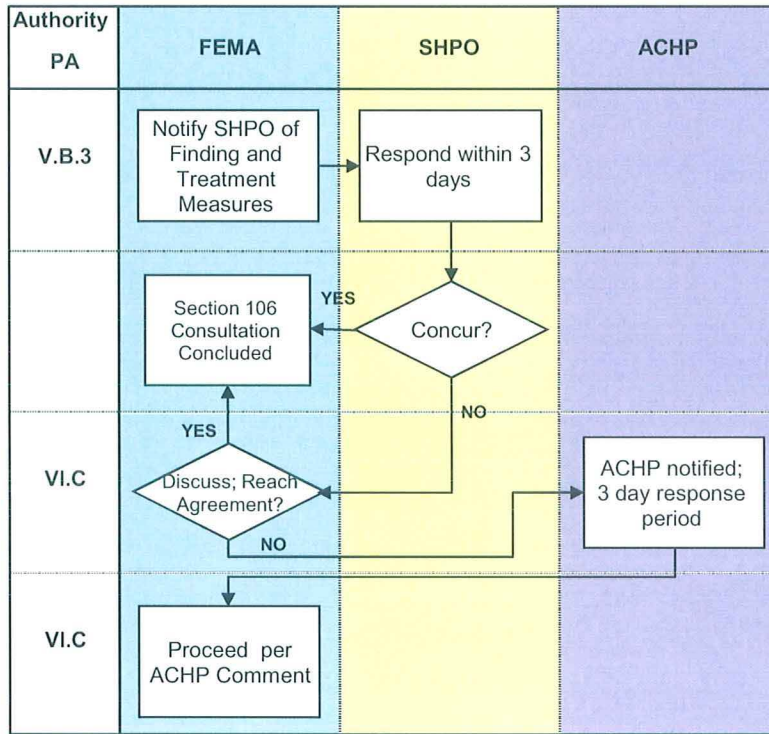 Authority
PA
FEMA
SHPO
ACHP
V.B.3
Notify SHPO of
Finding and
Treatment
Measures
Respond within 3
days
Section 106
Consultation
Concluded
YES
Concur?
NO
YES
VI.C
Discuss; Reach
Agreement?
NO
ACHP notified;
3 day response
period
VI.C
Proceed per
ACHP Comment